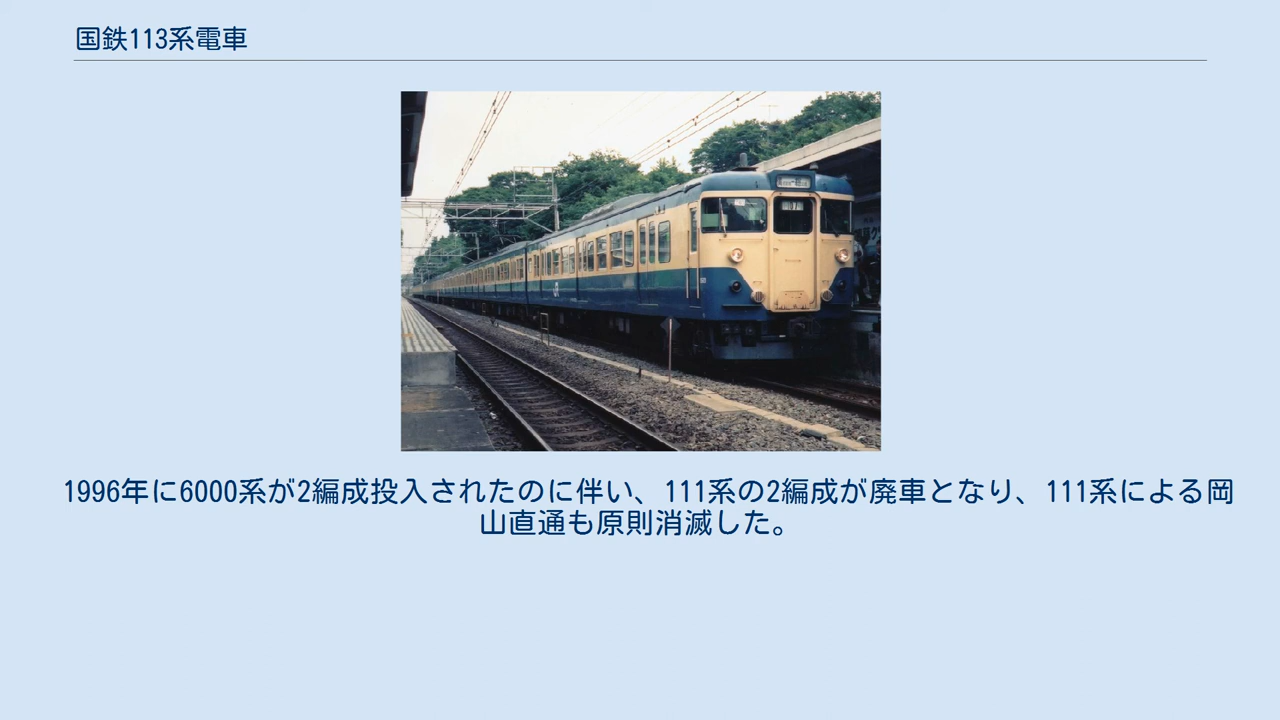 国鉄113系電車
1996年に6000系が2編成投入されたのに伴い、111系の2編成が廃車となり、111系による岡
山直通も原則消滅した。